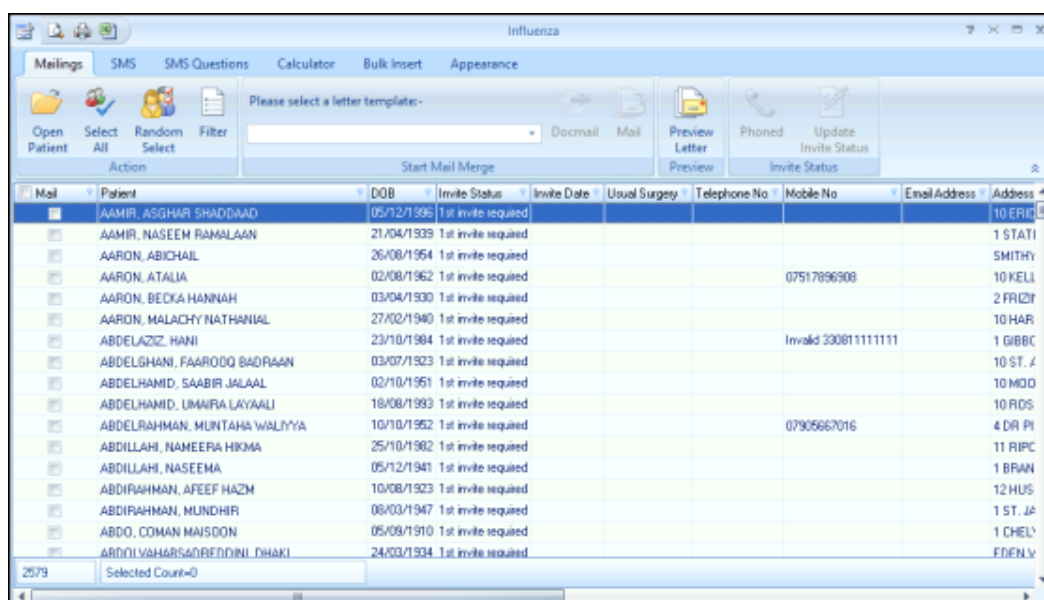 Influenza
Mailings SMS SMS Questions Calculator Bulk Insert Appearance
Please select a letter template:-
Open Patient Select All Random Select Filter Docmail Mail Preview Letter Phoned Update Invite Status
Action Start Mail Merge Preview Invite Status
Mail Patient DOB Invite Status Invite Date Usual Surgery Telephone No Mobile No Email Address Address
AAMIR, ASGHAR SHADDAAD 05/12/1996 1st invite required 10 ERIC
AAMIR, NASEEM RAMALAAN 21/04/1939 1st invite required 1 STATI
AARON, ABICHAIL 26/08/1954 1st invite required SMITHY
AARON, ATALIA 02/08/1962 1st invite required 07517896908 10 KELL
AARON, BECKA HANNAH 03/04/1930 1st invite required 2 FRIZI
AARON, MALACHY NATHANIAL 27/02/1940 1st invite required 10 HAR
ABDELAZIZ, HANI 23/10/1984 1st invite required Invalid 330811111111 1 GIBBO
ABDELGHANI, FAAROOQ BADRAAN 03/07/1923 1st invite required 10 ST.
ABDELHAMID, SAABIR JALAAL 02/10/1951 1st invite required 10 MOO
ABDELHAMID, UMAIRA LAYAALI 18/08/1993 1st invite required 10 ROS
ABDELRAHMAN, MUNTAHA WALIYYA 10/10/1952 1st invite required 07905667016 4 DR PI
ABDILLAHI, NAMEERA HIKMA 25/10/1982 1st invite required 11 RIPO
ABDILLAHI, NASEEMA 05/12/1941 1st invite required 1 BRAN
ABDIRAHMAN, AFEEF HAZM 10/08/1923 1st invite required 12 HUS
ABDIRAHMAN, MUNDHIR 08/03/1947 1st invite required 1 ST. JA
ABDO, COMAN MAISOON 05/09/1910 1st invite required 1 CHELY
24/03/1934 1st invite required EDEN V
2579 Selected Count=0